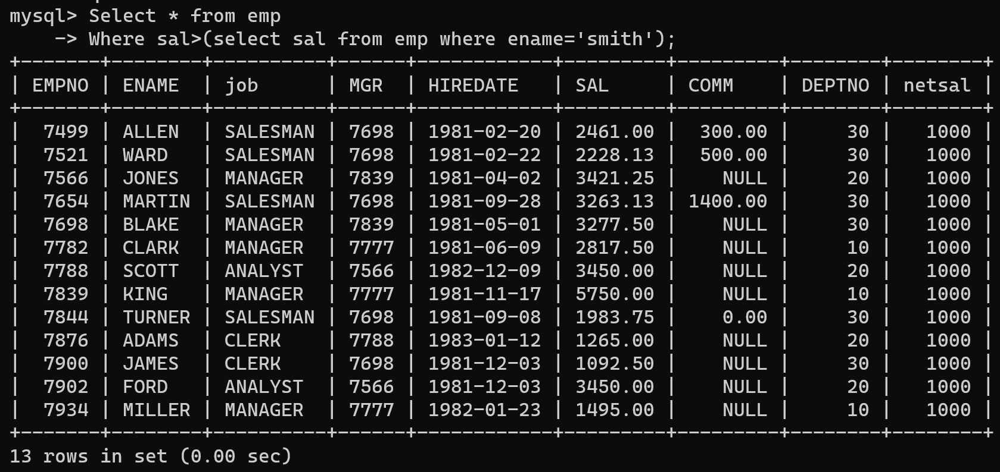 mysql> Select * from emp
    -> Where sal>(select sal from emp where ename='smith');
+-------+--------+----------+------+------------+---------+---------+--------+--------+
| EMPNO | ENAME  | job      | MGR  | HIREDATE   | SAL     | COMM    | DEPTNO | netsal |
+-------+--------+----------+------+------------+---------+---------+--------+--------+
|  7499 | ALLEN  | SALESMAN | 7698 | 1981-02-20 | 2461.00 |  300.00 |     30 |   1000 |
|  7521 | WARD   | SALESMAN | 7698 | 1981-02-22 | 2228.13 |  500.00 |     30 |   1000 |
|  7566 | JONES  | MANAGER  | 7839 | 1981-04-02 | 3421.25 |    NULL |     20 |   1000 |
|  7654 | MARTIN | SALESMAN | 7698 | 1981-09-28 | 3263.13 | 1400.00 |     30 |   1000 |
|  7698 | BLAKE  | MANAGER  | 7839 | 1981-05-01 | 3277.50 |    NULL |     30 |   1000 |
|  7782 | CLARK  | MANAGER  | 7777 | 1981-06-09 | 2817.50 |    NULL |     10 |   1000 |
|  7788 | SCOTT  | ANALYST  | 7566 | 1982-12-09 | 3450.00 |    NULL |     20 |   1000 |
|  7839 | KING   | MANAGER  | 7777 | 1981-11-17 | 5750.00 |    NULL |     10 |   1000 |
|  7844 | TURNER | SALESMAN | 7698 | 1981-09-08 | 1983.75 |    0.00 |     30 |   1000 |
|  7876 | ADAMS  | CLERK    | 7788 | 1983-01-12 | 1265.00 |    NULL |     20 |   1000 |
|  7900 | JAMES  | CLERK    | 7698 | 1981-12-03 | 1092.50 |    NULL |     30 |   1000 |
|  7902 | FORD   | ANALYST  | 7566 | 1981-12-03 | 3450.00 |    NULL |     20 |   1000 |
|  7934 | MILLER | MANAGER  | 7777 | 1982-01-23 | 1495.00 |    NULL |     10 |   1000 |
+-------+--------+----------+------+------------+---------+---------+--------+--------+
13 rows in set (0.00 sec)